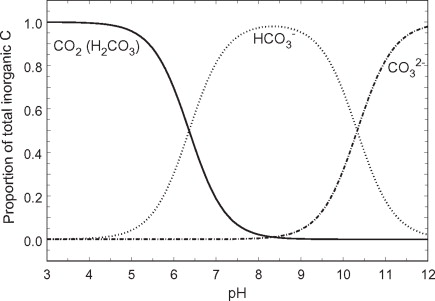 Proportion of total inorganic C
1.0
0.8
0.6
0.4
0.2
0.0
CO₂ (H₂CO₃)
HCO₃⁻
CO₃²⁻
3 4 5 6 7 8 9 10 11 12
pH